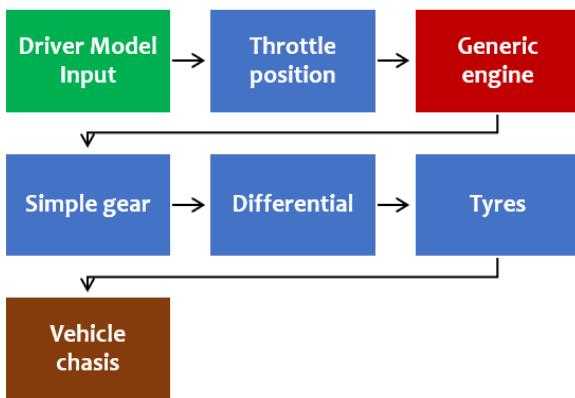 Driver Model
Input
Throttle
position
Generic
engine
Simple gear
Differential
Tyres
Vehicle
chasis